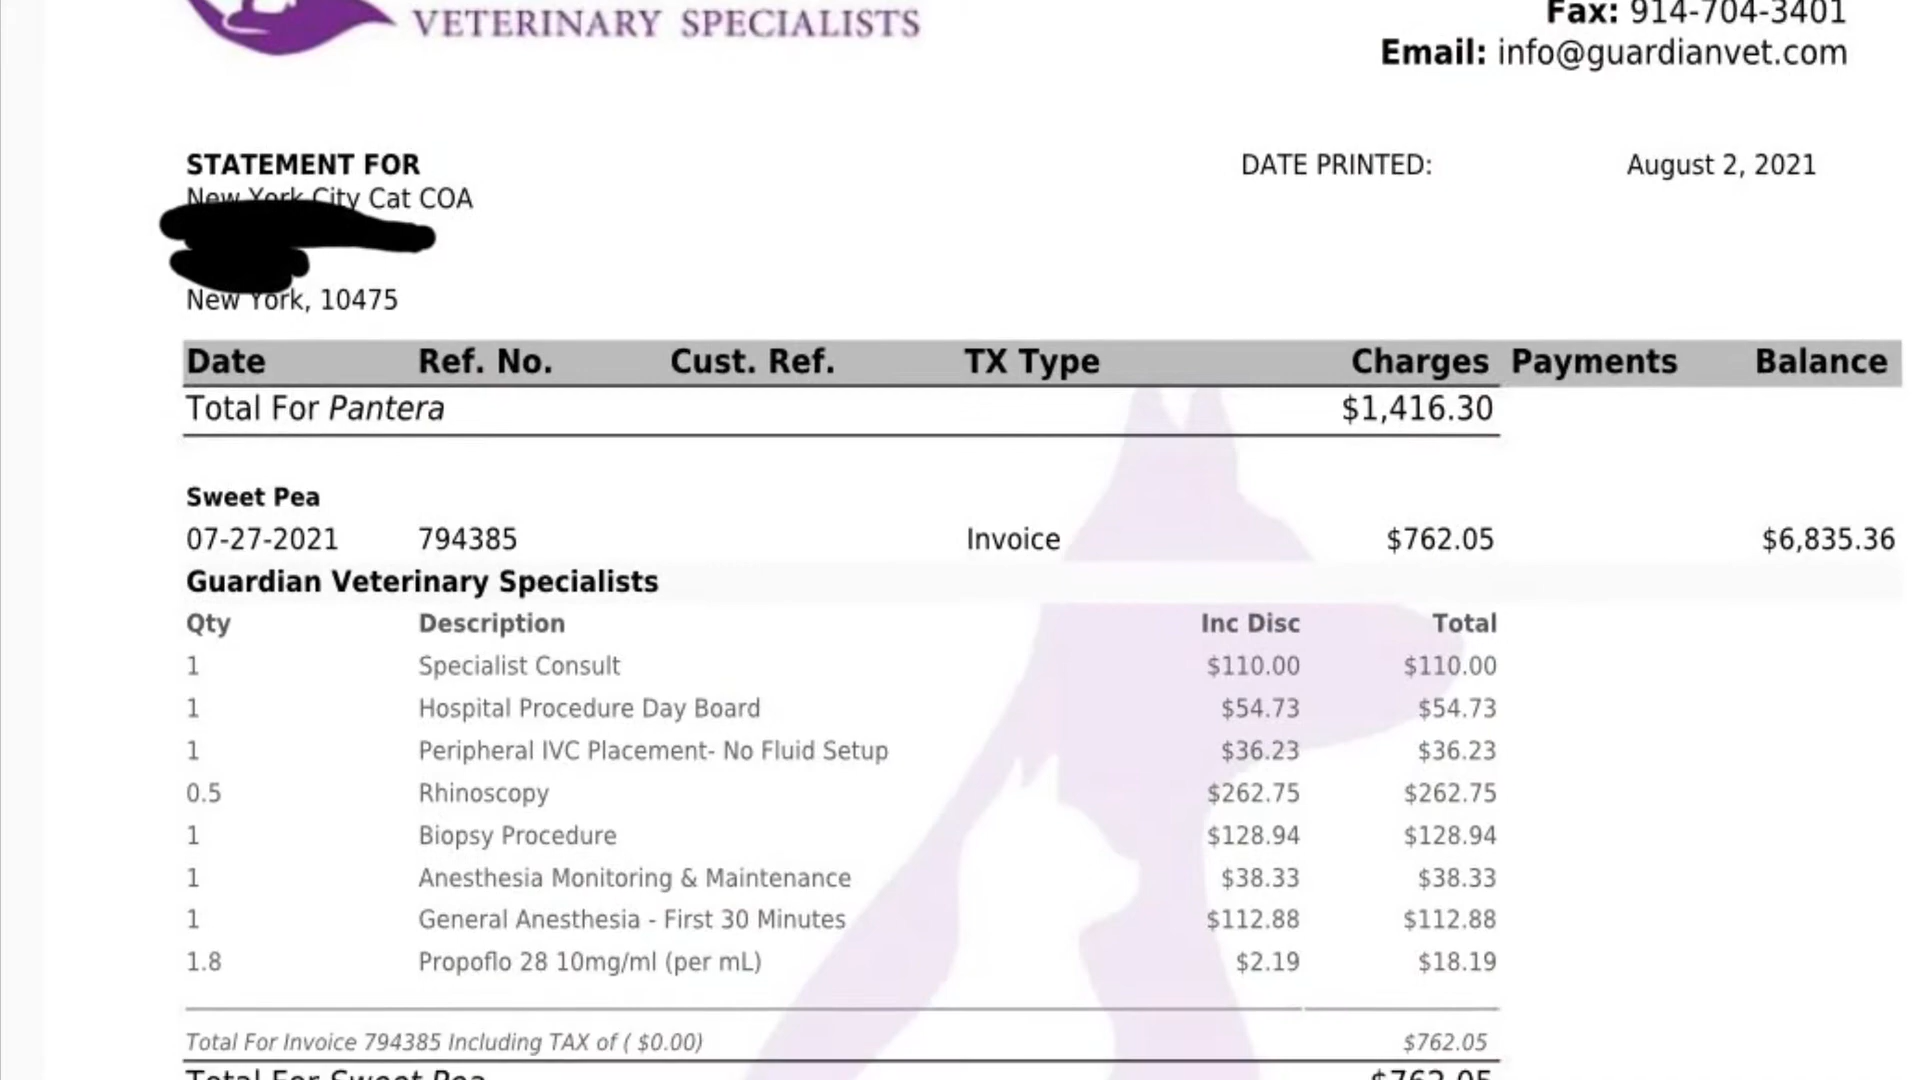 VETERINARY SPECIALISTS
Fax: 914-704-3401
Email: info@guardianvet.com
STATEMENT FOR
DATE PRINTED: August 2, 2021
New York City Cat COA
New York, 10475
Date Ref. No. Cust. Ref. TX Type Charges Payments Balance
Total For Pantera $1,416.30
Sweet Pea
07-27-2021 794385 Invoice $762.05 $6,835.36
Guardian Veterinary Specialists
Qty Description Inc Disc Total
1 Specialist Consult $110.00 $110.00
1 Hospital Procedure Day Board $54.73 $54.73
1 Peripheral IVC Placement- No Fluid Setup $36.23 $36.23
0.5 Rhinoscopy $262.75 $262.75
1 Biopsy Procedure $128.94 $128.94
1 Anesthesia Monitoring & Maintenance $38.33 $38.33
1 General Anesthesia - First 30 Minutes $112.88 $112.88
1.8 Propoflo 28 10mg/ml (per mL) $2.19 $18.19
Total For Invoice 794385 Including TAX of ( $0.00) $762.05
Total For Sweet Pea $762.05